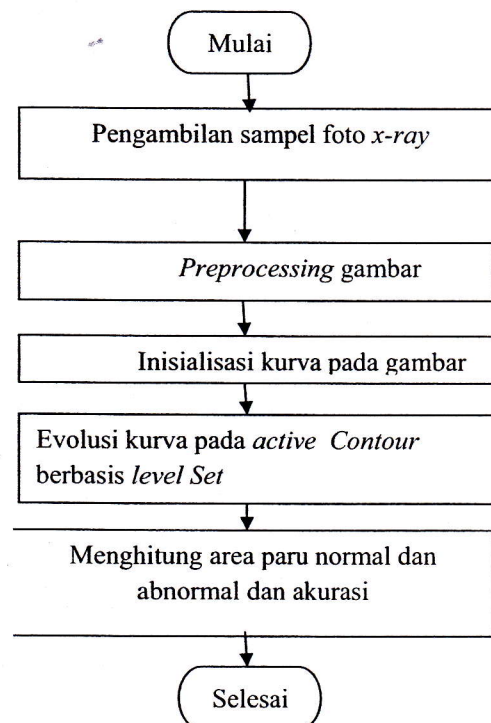 Mulai
Pengambilan sampel foto x-ray
Preprocessing gambar
Inisialisasi kurva pada gambar
Evolusi kurva pada active Contour
berbasis level Set
Menghitung area paru normal dan
abnormal dan akurasi
Selesai